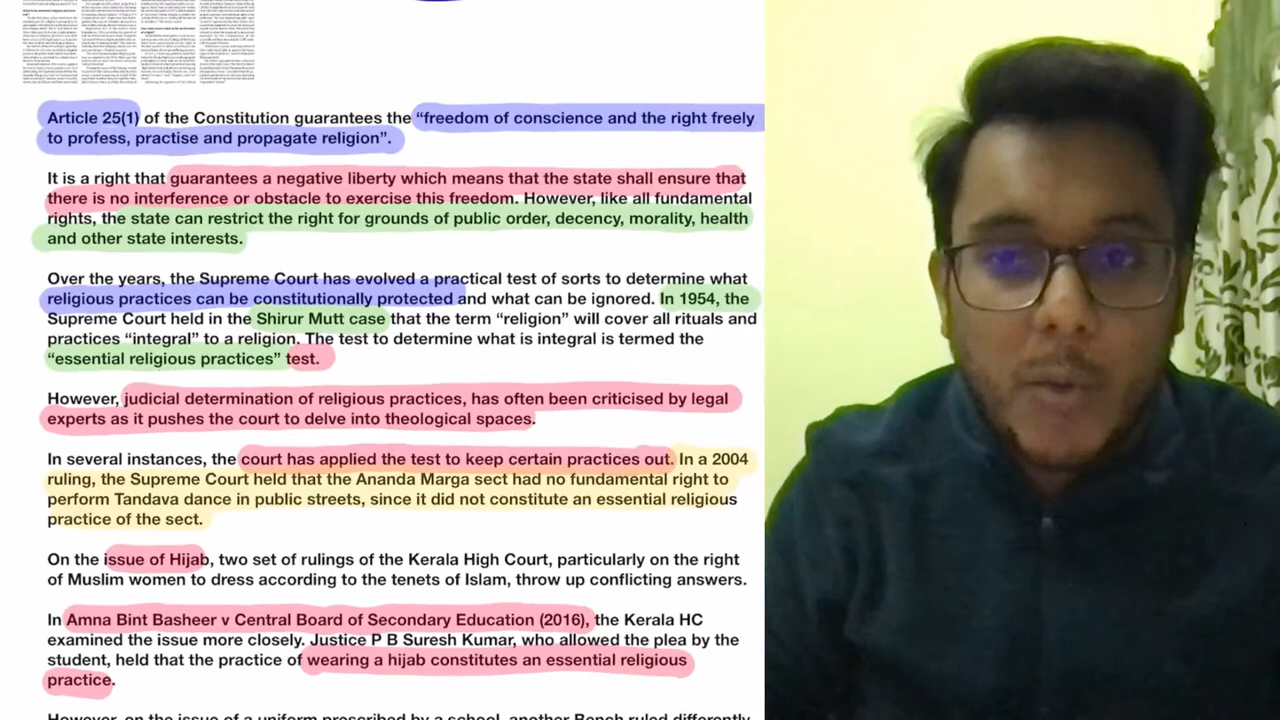 Article 25(1) of the Constitution guarantees the “freedom of conscience and the right freely
to profess, practise and propagate religion”.
It is a right that guarantees a negative liberty which means that the state shall ensure that
there is no interference or obstacle to exercise this freedom. However, like all fundamental
rights, the state can restrict the right for grounds of public order, decency, morality, health
and other state interests.
Over the years, the Supreme Court has evolved a practical test of sorts to determine what
religious practices can be constitutionally protected and what can be ignored. In 1954, the
Supreme Court held in the Shirur Mutt case that the term “religion” will cover all rituals and
practices “integral” to a religion. The test to determine what is integral is termed the
“essential religious practices” test.
However, judicial determination of religious practices, has often been criticised by legal
experts as it pushes the court to delve into theological spaces.
In several instances, the court has applied the test to keep certain practices out. In a 2004
ruling, the Supreme Court held that the Ananda Marga sect had no fundamental right to
perform Tandava dance in public streets, since it did not constitute an essential religious
practice of the sect.
On the issue of Hijab, two set of rulings of the Kerala High Court, particularly on the right
of Muslim women to dress according to the tenets of Islam, throw up conflicting answers.
In Amna Bint Basheer v Central Board of Secondary Education (2016), the Kerala HC
examined the issue more closely. Justice P B Suresh Kumar, who allowed the plea by the
student, held that the practice of wearing a hijab constitutes an essential religious
practice.
However, on the issue of a uniform prescribed by a school, another Bench ruled differently